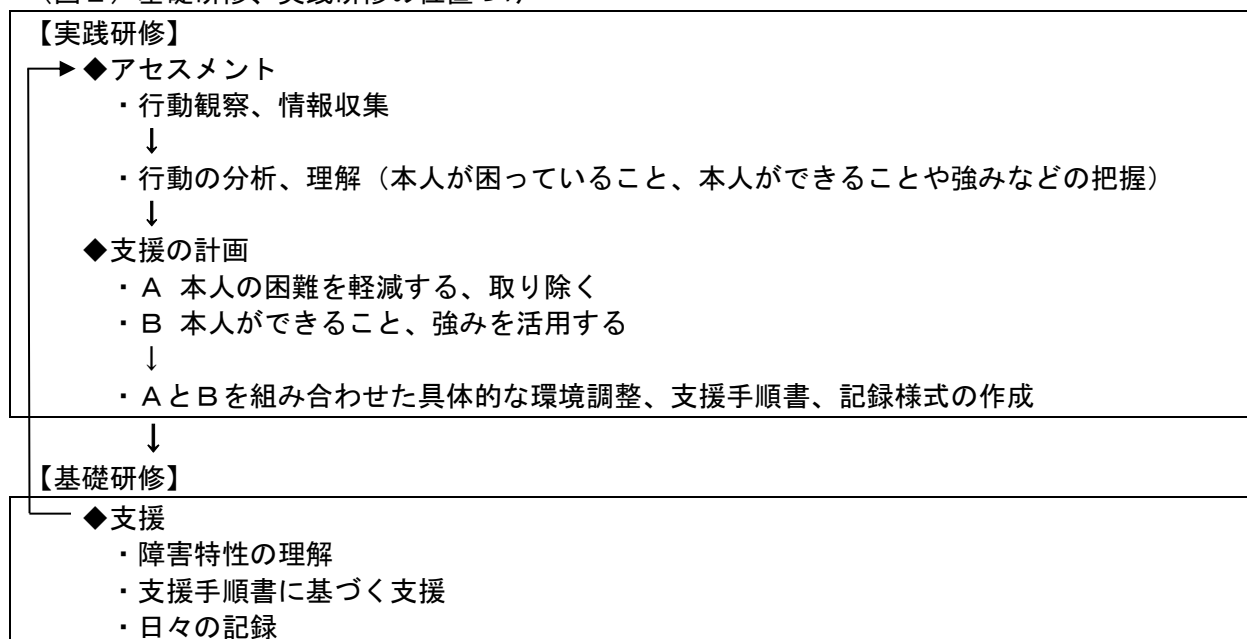 【実践研修】
◆アセスメント
・行動観察、情報収集
↓
・行動の分析、理解（本人が困っていること、本人ができることや強みなどの把握）
↓
◆支援の計画
・Ａ 本人の困難を軽減する、取り除く
・Ｂ 本人ができること、強みを活用する
↓
・ＡとＢを組み合わせた具体的な環境調整、支援手順書、記録様式の作成
↓
【基礎研修】
◆支援
・障害特性の理解
・支援手順書に基づく支援
・日々の記録